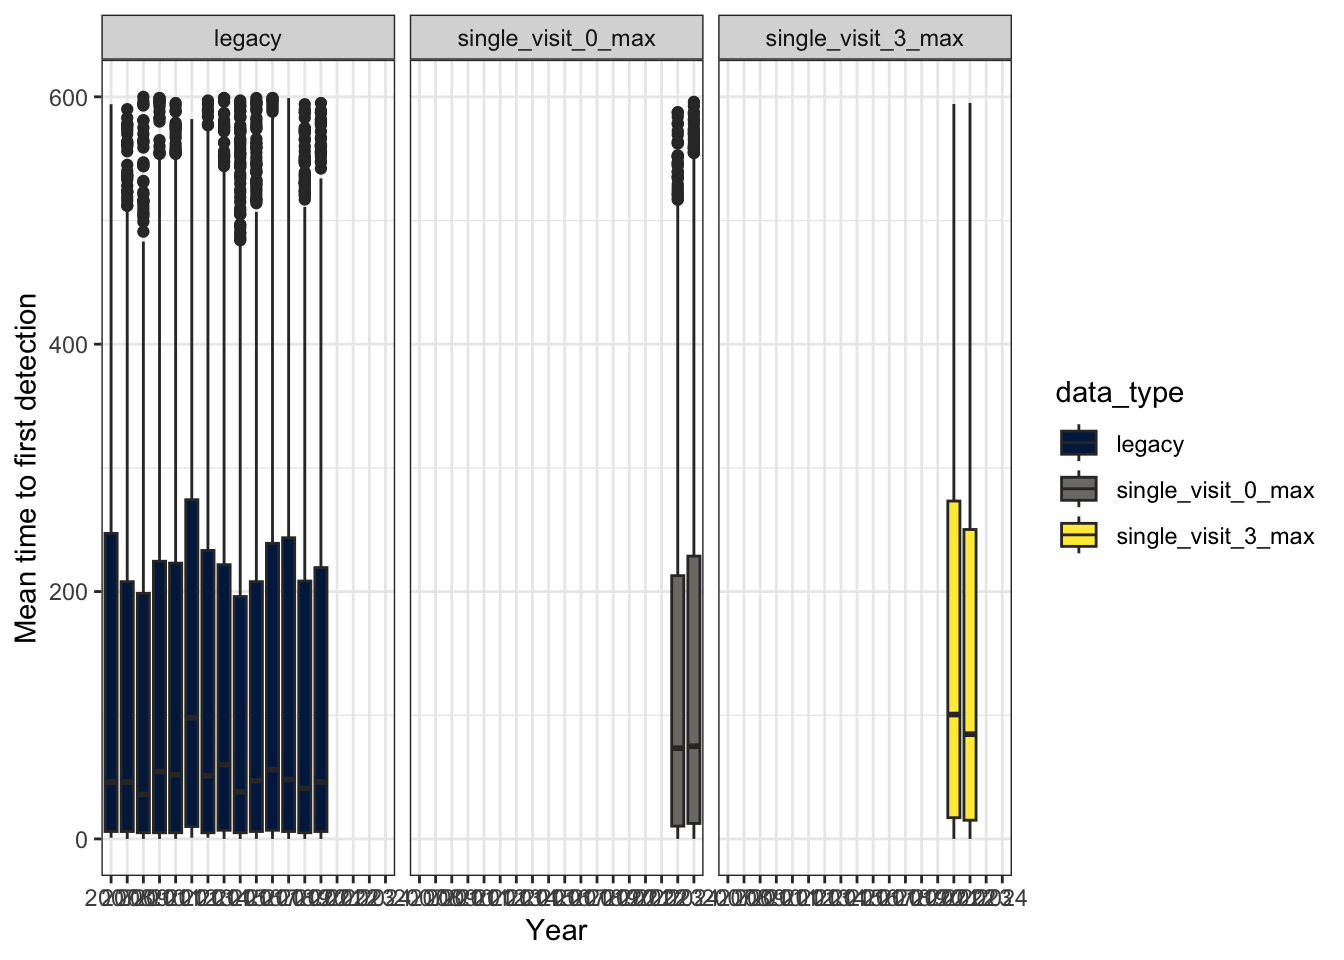 legacy
single_visit_0_max
single_visit_3_max
600
400
200
0
Mean time to first detection
Year
data_type
legacy
single_visit_0_max
single_visit_3_max